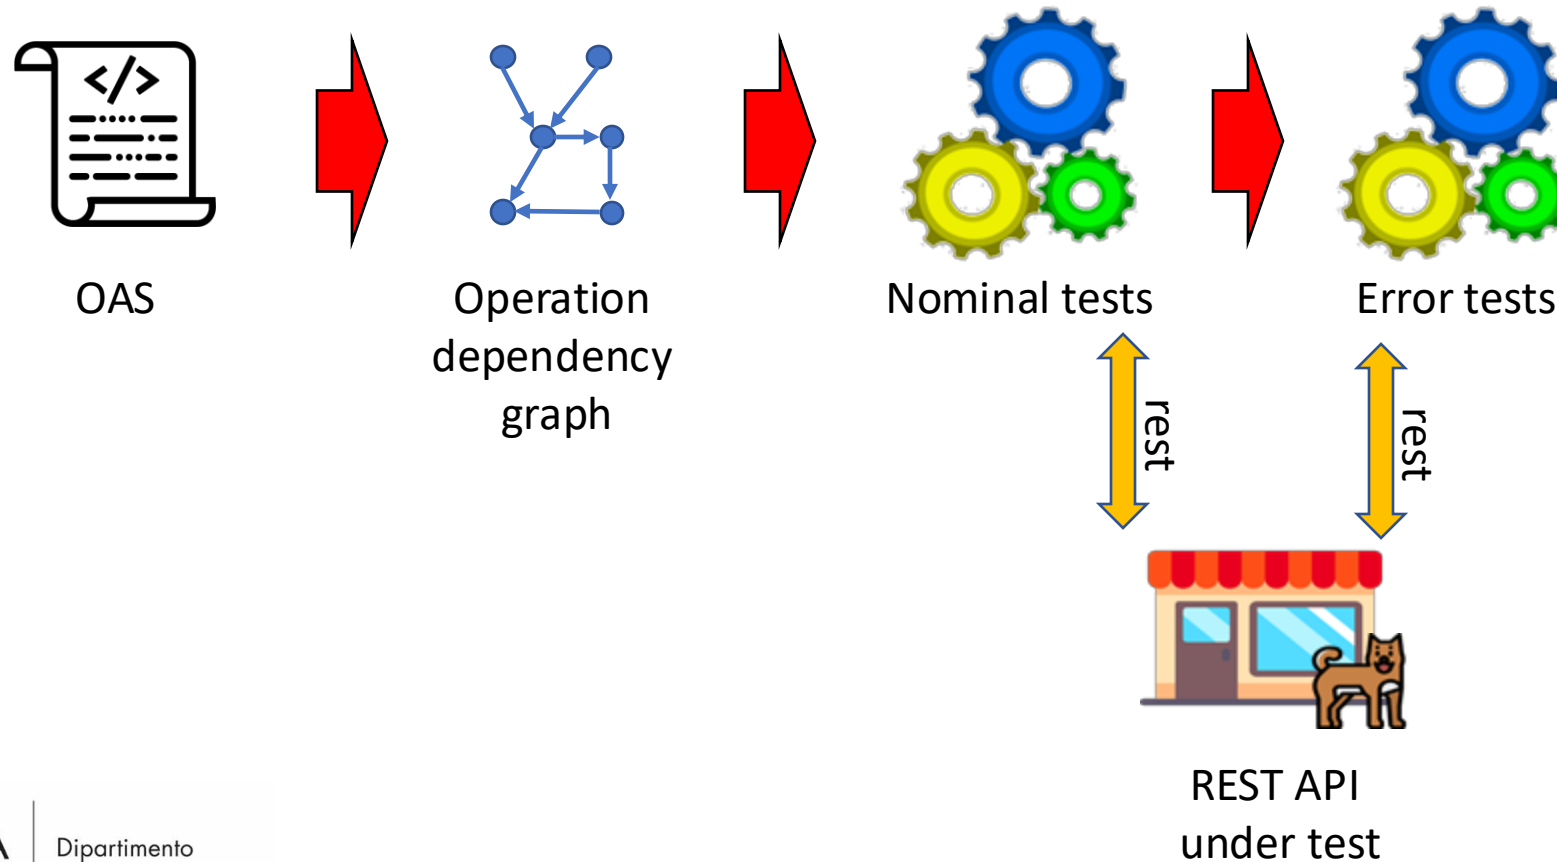 </>
OAS
Operation
dependency
graph
Nominal tests
Error tests
rest
rest
REST API
under test
A
Dipartimento